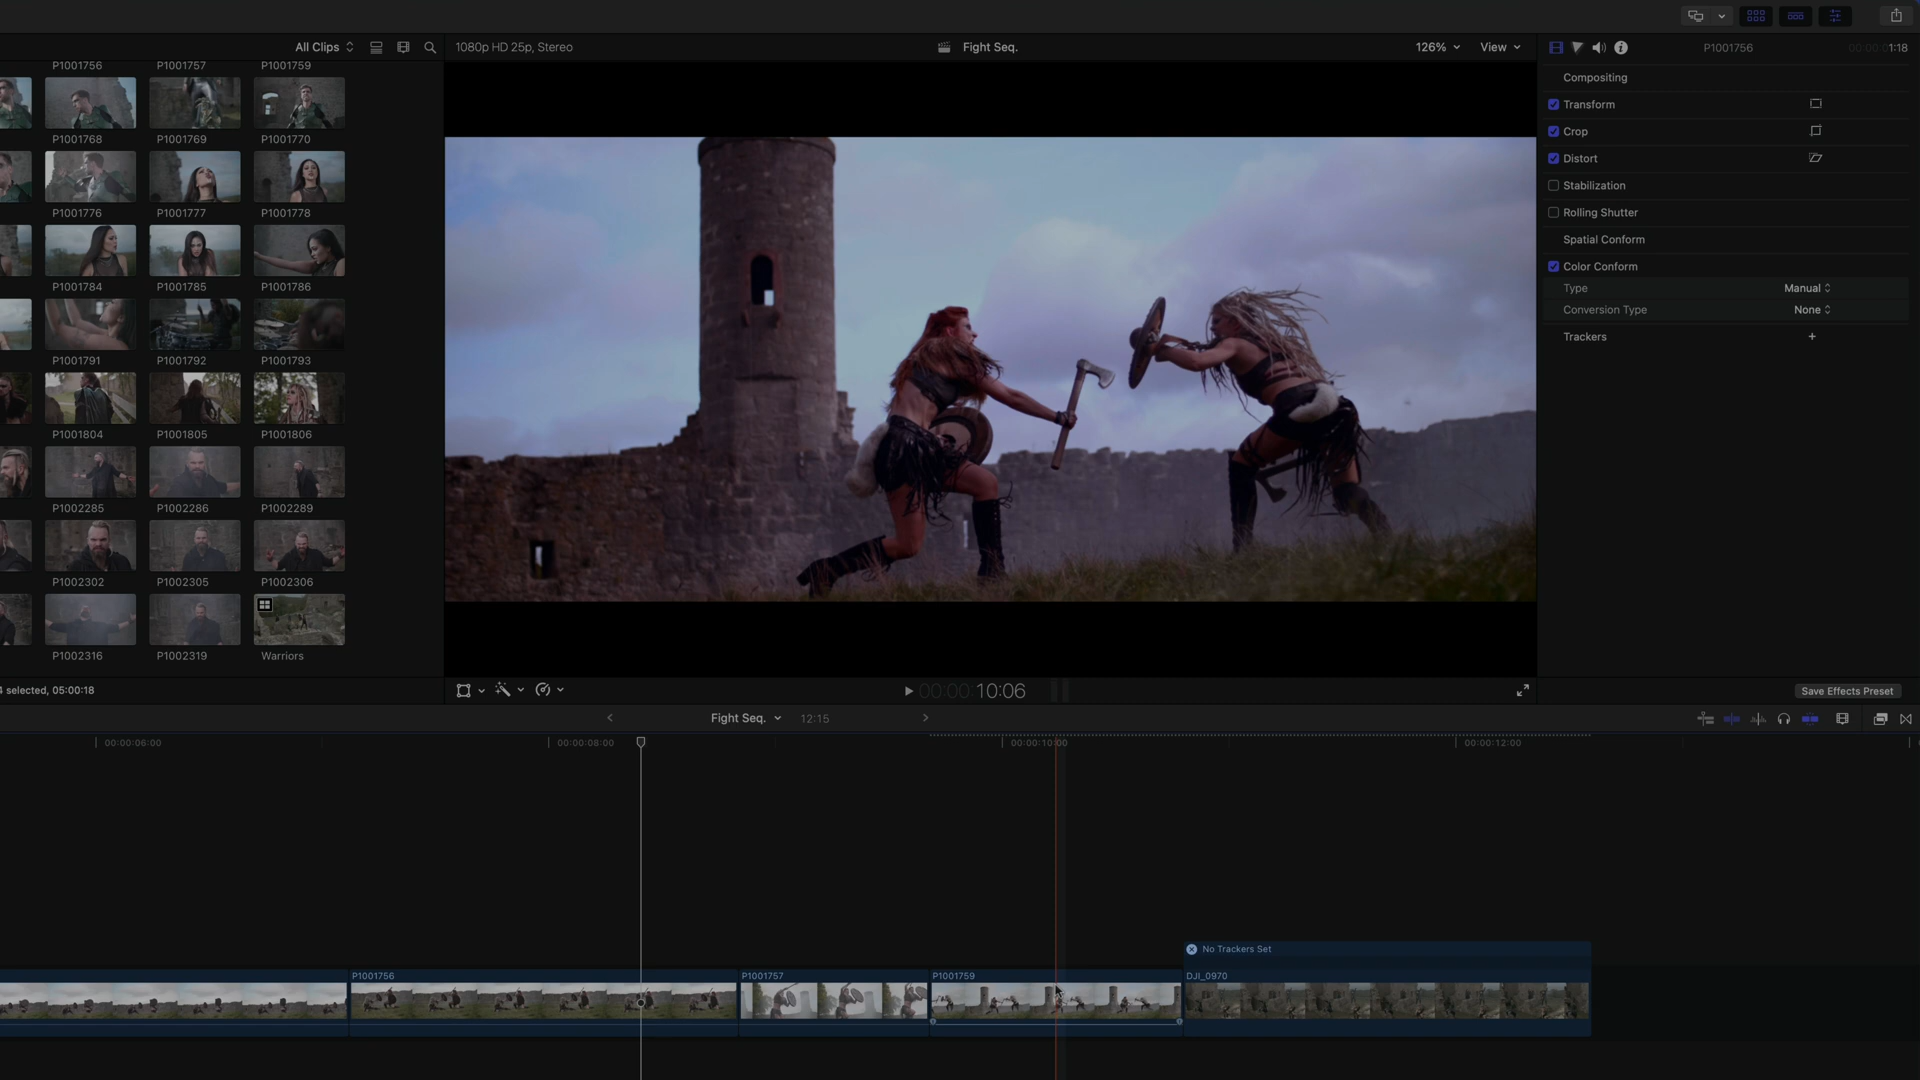 All Clips
1080p HD 25p, Stereo
Fight Seq.
126%
View
P1001756
00:00:01:18
P1001756
P1001757
P1001759
P1001768
P1001769
P1001770
P1001776
P1001777
P1001778
P1001784
P1001785
P1001786
P1001791
P1001792
P1001793
P1001804
P1001805
P1001806
P1002285
P1002286
P1002289
P1002302
P1002305
P1002306
P1002316
P1002319
Warriors
Compositing
Transform
Crop
Distort
Stabilization
Rolling Shutter
Spatial Conform
Color Conform
Type
Manual
Conversion Type
None
Trackers
selected, 05:00:18
00:00:10:06
Save Effects Preset
Fight Seq.
12:15
00:00:06:00
00:00:08:00
00:00:10:00
00:00:12:00
No Trackers Set
P1001756
P1001757
P1001759
DJI_0970